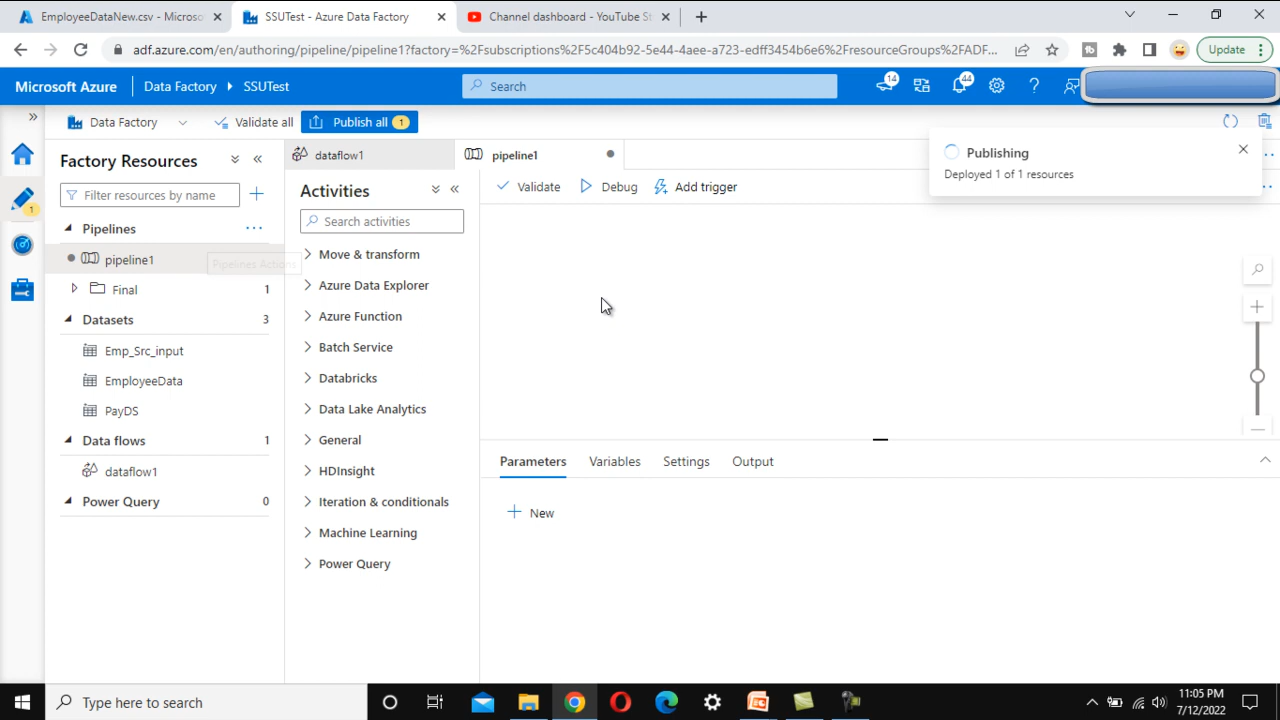 EmployeeDataNew.csv - Microso
SSUTest - Azure Data Factory
Channel dashboard - YouTube St
adf.azure.com/en/authoring/pipeline/pipeline1?factory=%2Fsubscriptions%2F5c404b92-5e44-4aee-a723-edff3454b6e6%2FresourceGroups%2FADF...
Update
Microsoft Azure
Data Factory
SSUTest
Search
14
44
Data Factory
Validate all
Publish all 1
Publishing
Deployed 1 of 1 resources
Factory Resources
Filter resources by name
1
Pipelines
pipeline1
Pipelines Actions
Final 1
Datasets 3
Emp_Src_input
EmployeeData
PayDS
Data flows 1
dataflow1
Power Query 0
dataflow1
pipeline1
Activities
Search activities
Move & transform
Azure Data Explorer
Azure Function
Batch Service
Databricks
Data Lake Analytics
General
HDInsight
Iteration & conditionals
Machine Learning
Power Query
Validate
Debug
Add trigger
Parameters
Variables
Settings
Output
New
Type here to search
11:05 PM
7/12/2022